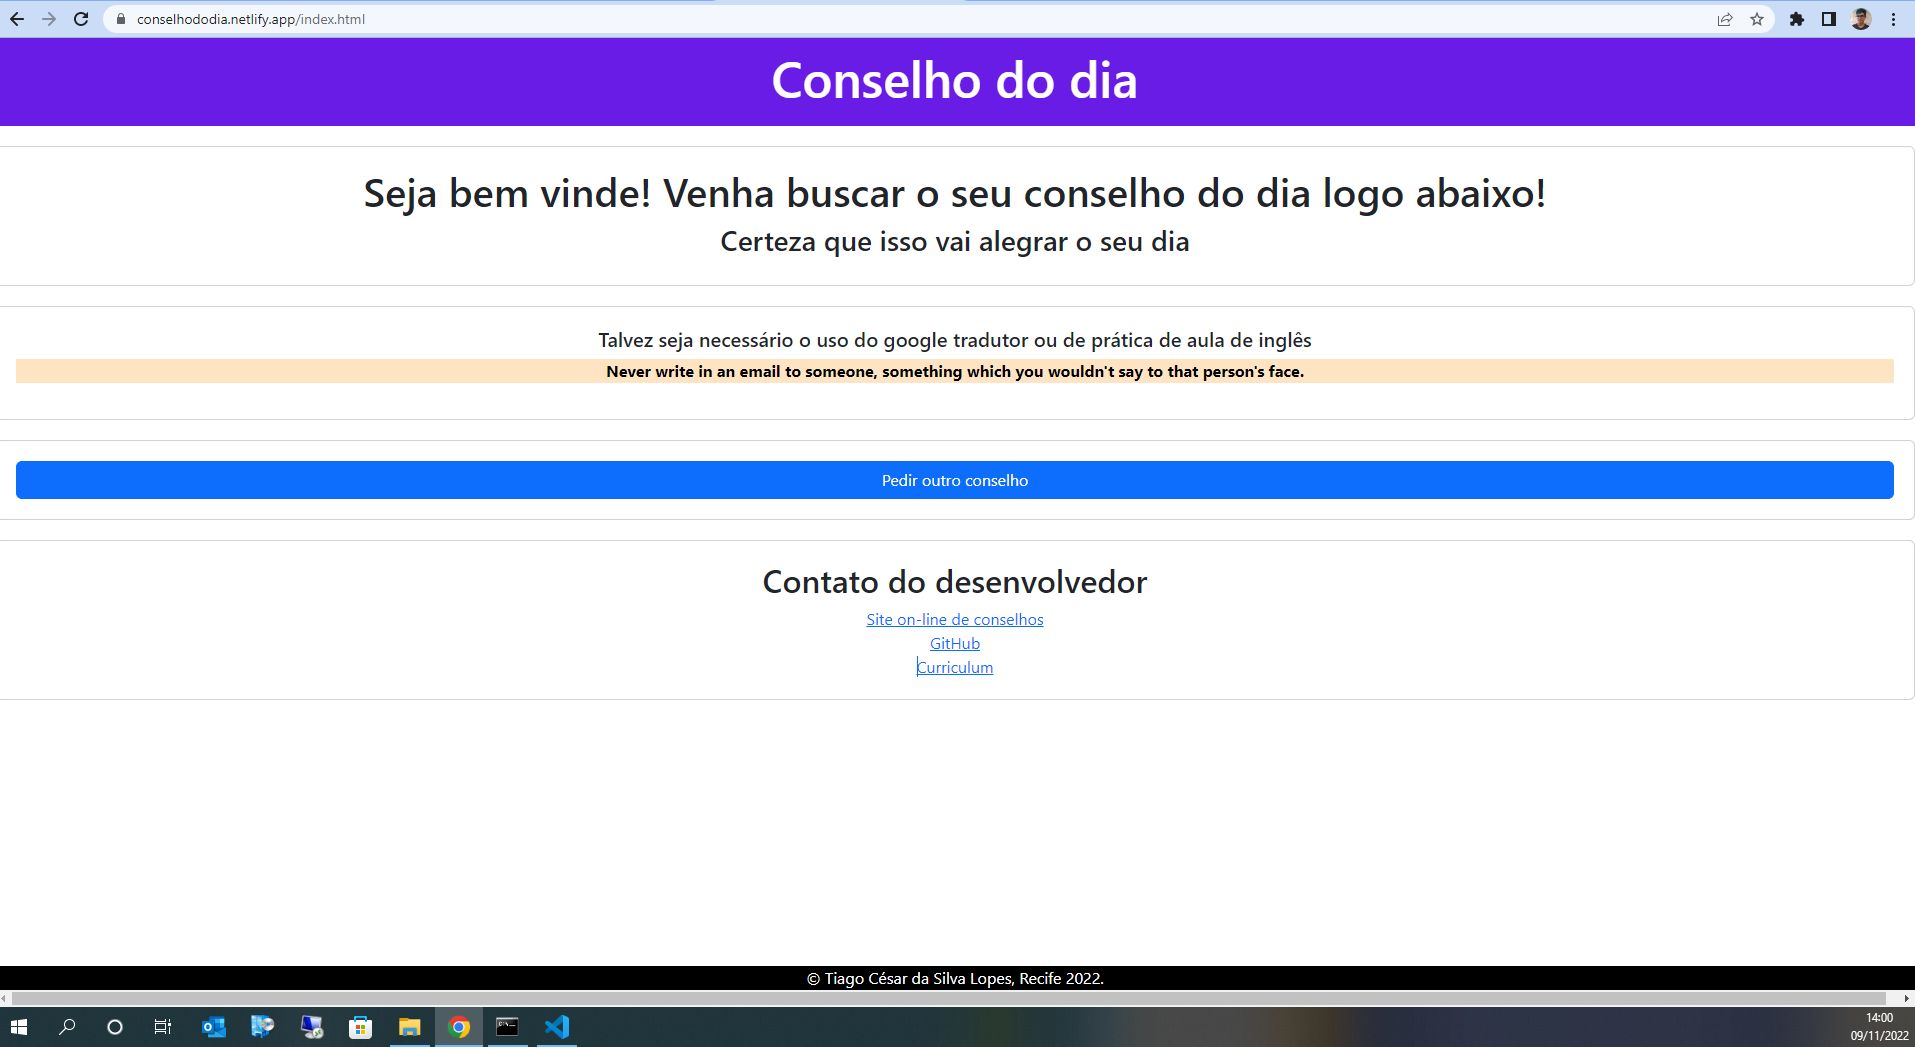 conselhododia.netlify.app/index.html
Conselho do dia
Seja bem vinde! Venha buscar o seu conselho do dia logo abaixo!
Certeza que isso vai alegrar o seu dia
Talvez seja necessário o uso do google tradutor ou de prática de aula de inglês
Never write in an email to someone, something which you wouldn't say to that person's face.
Pedir outro conselho
Contato do desenvolvedor
Site on-line de conselhos
GitHub
Curriculum
© Tiago César da Silva Lopes, Recife 2022.
14:00
09/11/2022